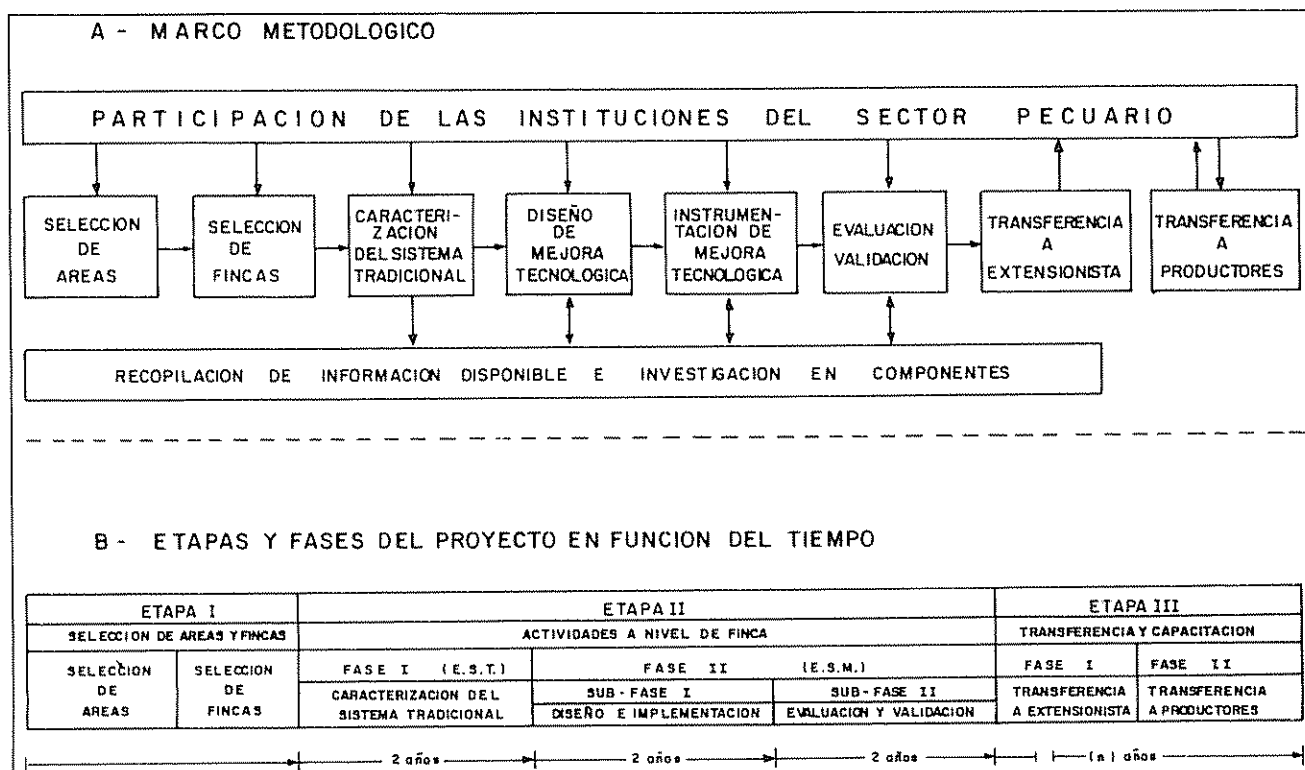 A - MARCO METODOLOGICO
PARTICIPACION DE LAS INSTITUCIONES DEL SECTOR PECUARIO
SELECCION
DE
AREAS
SELECCION
DE
FINCAS
CARACTERI-
ZACION
DEL SISTEMA
TRADICIONAL
DISEÑO
DE
MEJORA
TECNOLOGICA
INSTRUMEN-
TACION DE
MEJORA
TECNOLOGICA
EVALUACION
VALIDACION
TRANSFERENCIA
A
EXTENSIONISTA
TRANSFERENCIA
A
PRODUCTORES
RECOPILACION DE INFORMACION DISPONIBLE E INVESTIGACION EN COMPONENTES
B - ETAPAS Y FASES DEL PROYECTO EN FUNCION DEL TIEMPO
ETAPA I
SELECCION DE AREAS Y FINCAS
SELECCION
DE
AREAS
SELECCION
DE
FINCAS
ETAPA II
ACTIVIDADES A NIVEL DE FINCA
FASE I (E.S.T.)
CARACTERIZACION DEL
SISTEMA TRADICIONAL
FASE II (E.S.M.)
SUB-FASE I
DISEÑO E IMPLEMENTACION
SUB-FASE II
EVALUACION Y VALIDACION
ETAPA III
TRANSFERENCIA Y CAPACITACION
FASE I
TRANSFERENCIA
A EXTENSIONISTA
FASE II
TRANSFERENCIA
A PRODUCTORES
2 años
2 años
2 años
(n) años